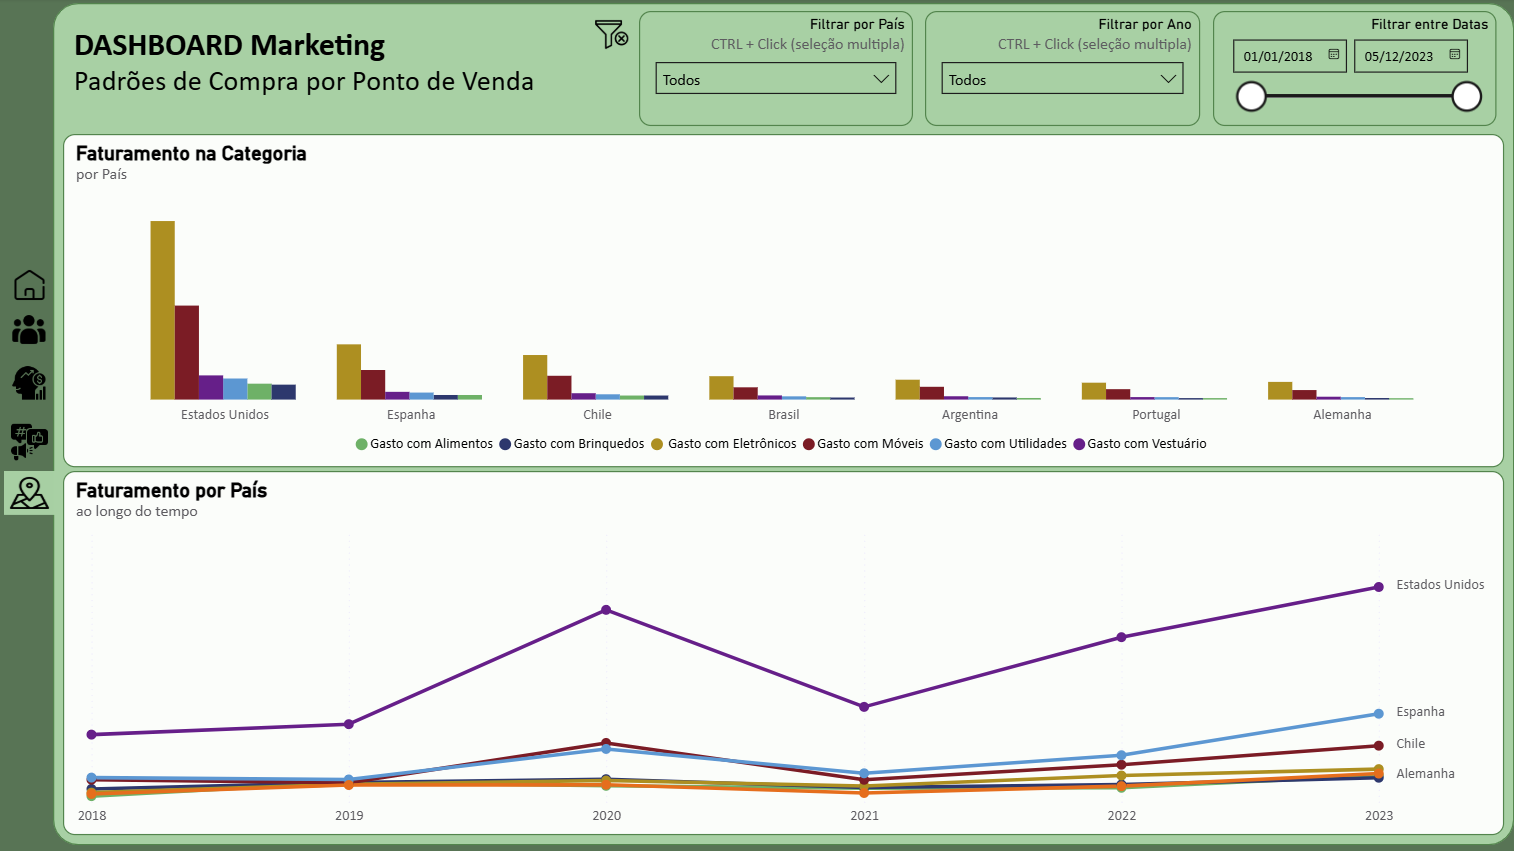 DASHBOARD Marketing
Padrões de Compra por Ponto de Venda
Filtrar por País
CTRL + Click (seleção multipla)
Todos
Filtrar por Ano
CTRL + Click (seleção multipla)
Todos
Filtrar entre Datas
01/01/2018
05/12/2023
Faturamento na Categoria
por País
Estados Unidos
Espanha
Chile
Brasil
Argentina
Portugal
Alemanha
Gasto com Alimentos
Gasto com Brinquedos
Gasto com Eletrônicos
Gasto com Móveis
Gasto com Utilidades
Gasto com Vestuário
Faturamento por País
ao longo do tempo
Estados Unidos
Espanha
Chile
Alemanha
2018
2019
2020
2021
2022
2023